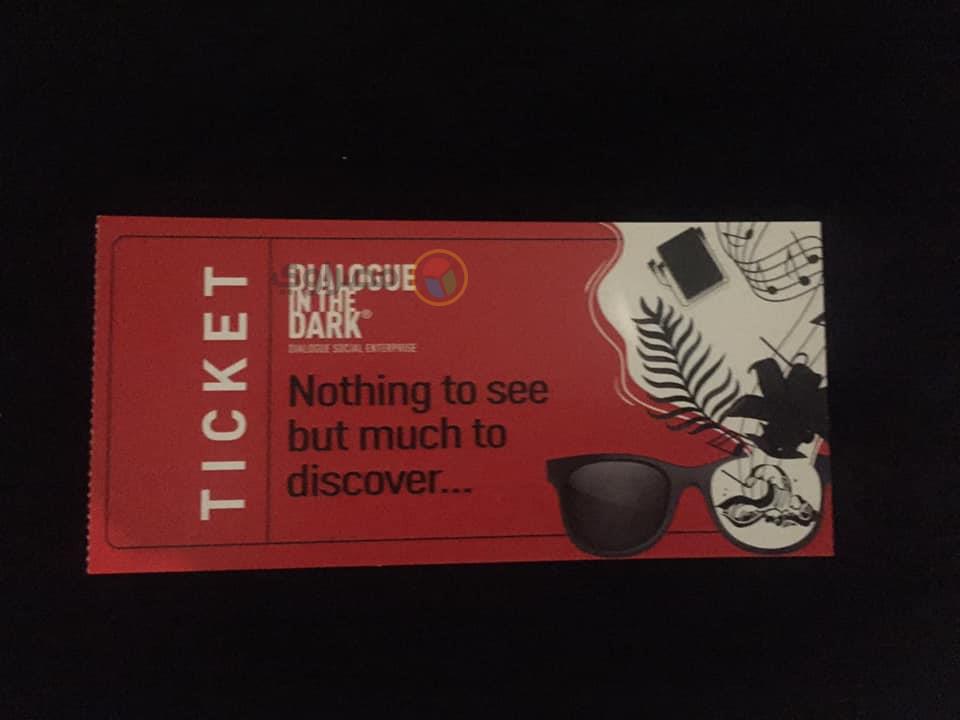 TICKET
DIALOGUE
IN THE
DARK®
DIALOGUE SOCIAL ENTERPRISE
Nothing to see
but much to
discover...